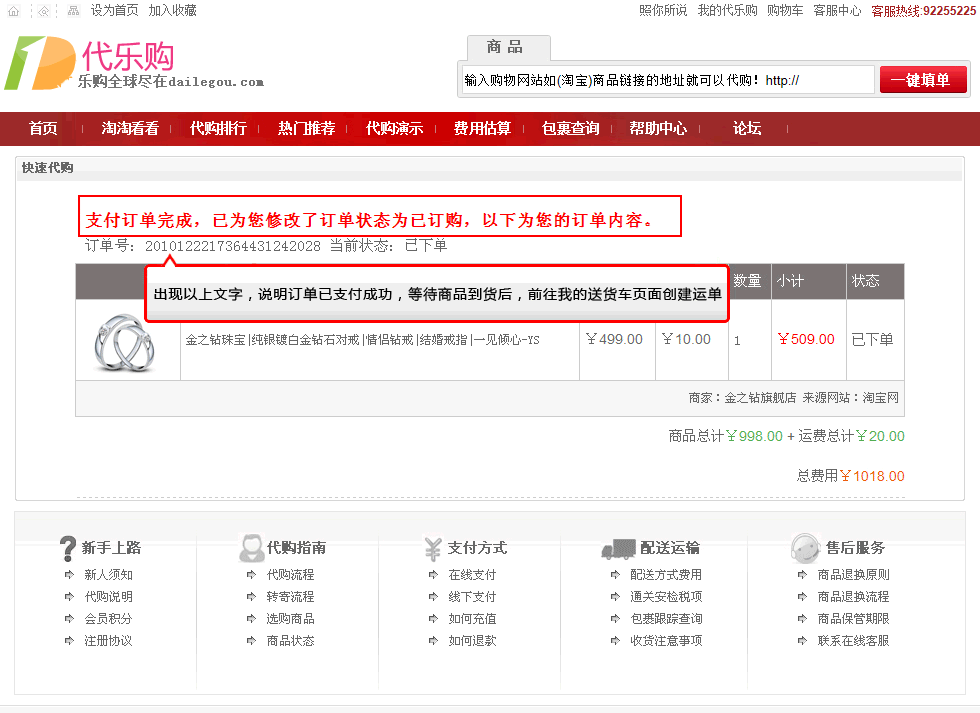 设为首页 加入收藏 照你所说 我的代乐购 购物车 客服中心 客服热线:92255225
代乐购
乐购全球尽在dailegou.com
商 品
输入购物网站如(淘宝)商品链接的地址就可以代购！http:// 一键填单
首页 淘淘看看 代购排行 热门推荐 代购演示 费用估算 包裹查询 帮助中心 论坛
快速代购
支付订单完成，已为您修改了订单状态为已订购，以下为您的订单内容。
订单号：2010122217364431242028 当前状态：已下单
数量 小计 状态
出现以上文字，说明订单已支付成功，等待商品到货后，前往我的送货车页面创建运单
金之钻珠宝|纯银镀白金钻石对戒|情侣钻戒|结婚戒指|一见倾心-YS ￥499.00 ￥10.00 1 ￥509.00 已下单
商家：金之钻旗舰店 来源网站：淘宝网
商品总计￥998.00 + 运费总计￥20.00
总费用￥1018.00
新手上路 代购指南 支付方式 配送运输 售后服务
新人须知 代购流程 在线支付 配送方式费用 商品退换原则
代购说明 转寄流程 线下支付 通关安检税项 商品退换流程
会员积分 选购商品 如何充值 包裹跟踪查询 商品保管期限
注册协议 商品状态 如何退款 收货注意事项 联系在线客服